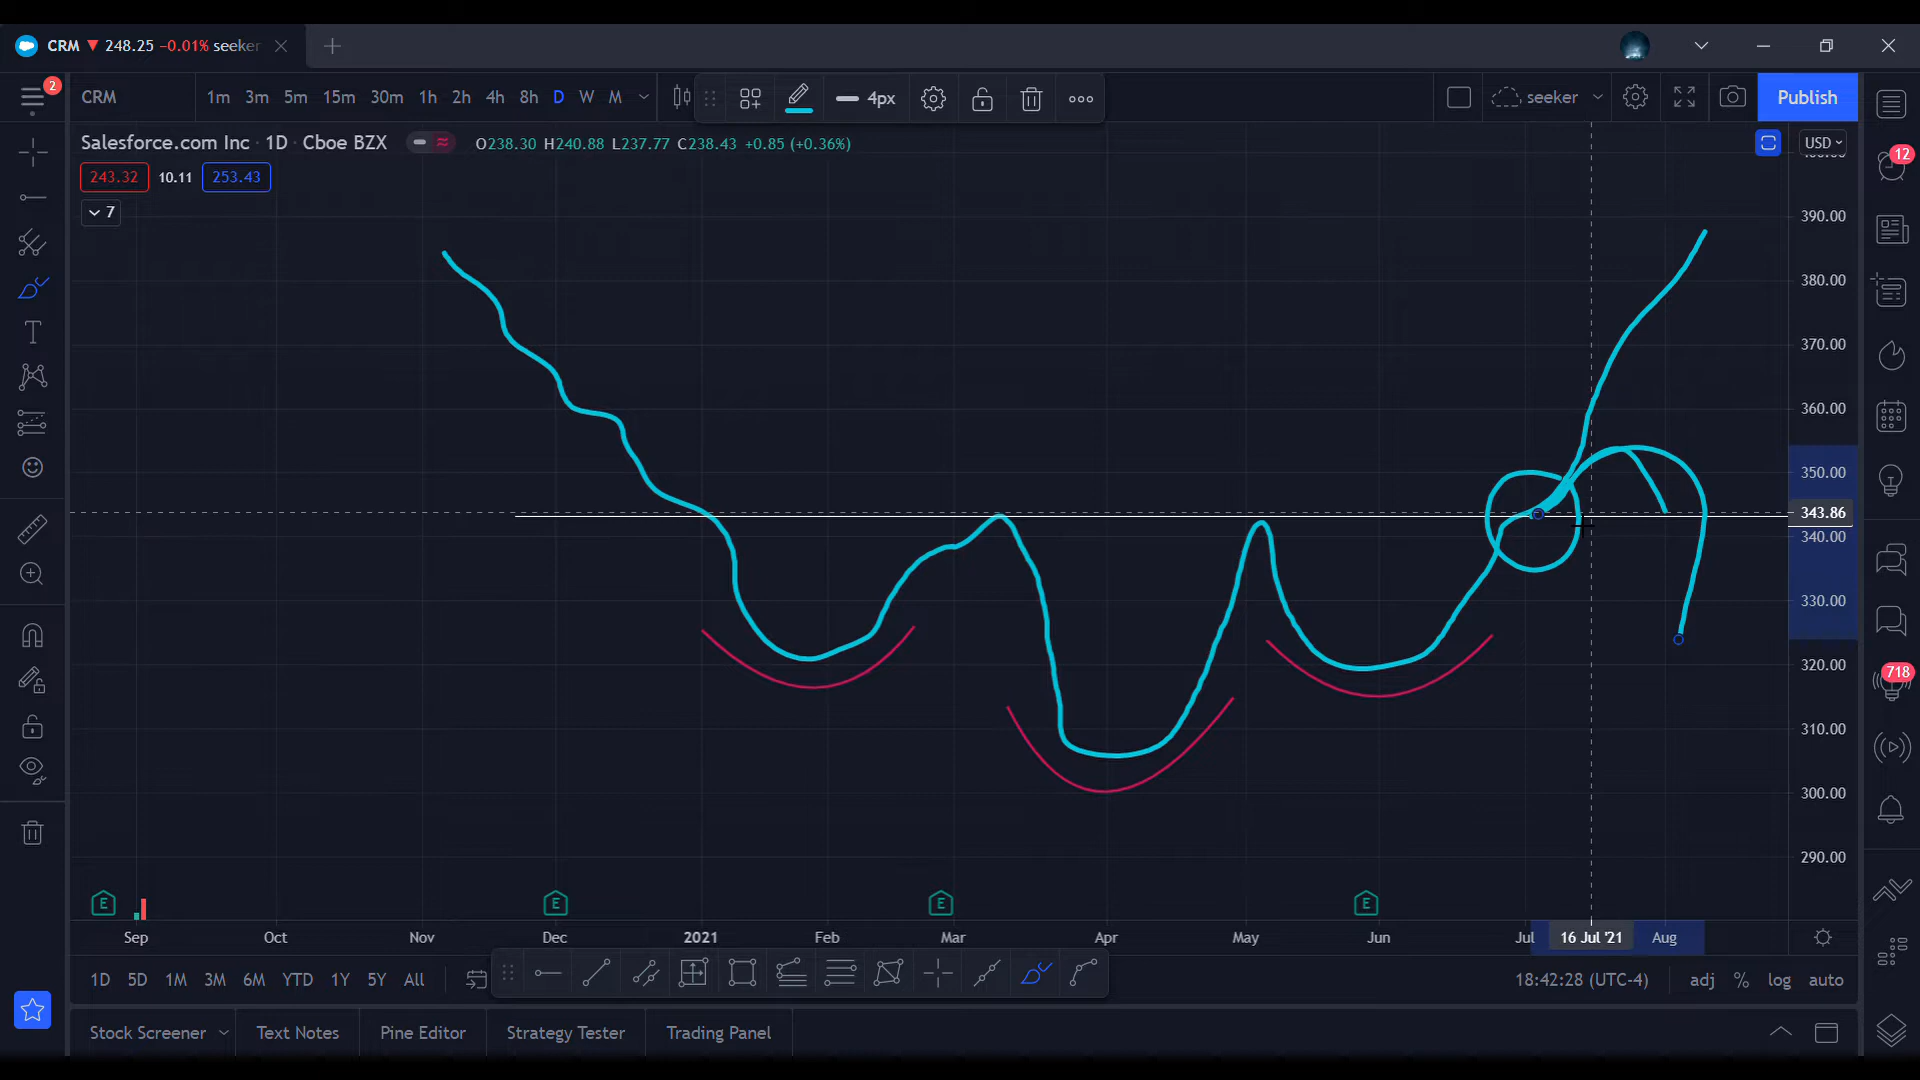 CRM ▼ 248.25 −0.01% seeker
2
CRM
1m 3m 5m 15m 30m 1h 2h 4h 8h D W M
4px
seeker
Publish
Salesforce.com Inc · 1D · Cboe BZX
O238.30 H240.88 L237.77 C238.43 +0.85 (+0.36%)
USD
12
243.32 10.11 253.43
7
390.00
380.00
370.00
360.00
350.00
343.86
340.00
330.00
320.00
718
310.00
300.00
290.00
E E E E
Sep Oct Nov Dec 2021 Feb Mar Apr May Jun Jul 16 Jul '21 Aug
1D 5D 1M 3M 6M YTD 1Y 5Y All
18:42:28 (UTC-4) adj % log auto
Stock Screener Text Notes Pine Editor Strategy Tester Trading Panel